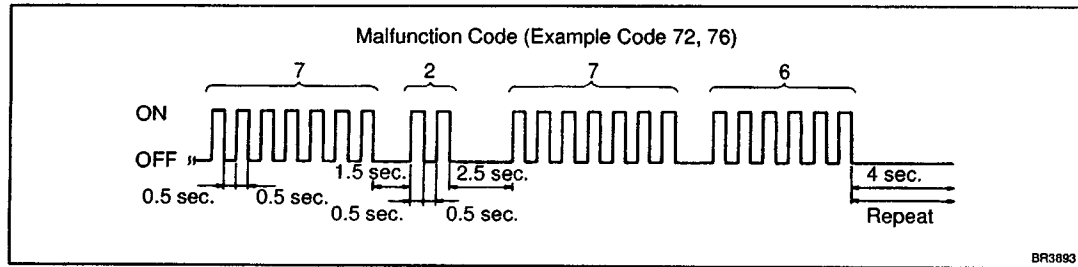 Malfunction Code (Example Code 72, 76)
7 2 7 6
ON
OFF
1.5 sec. 2.5 sec. 4 sec.
0.5 sec. 0.5 sec.
0.5 sec. 0.5 sec.
Repeat
BR3893